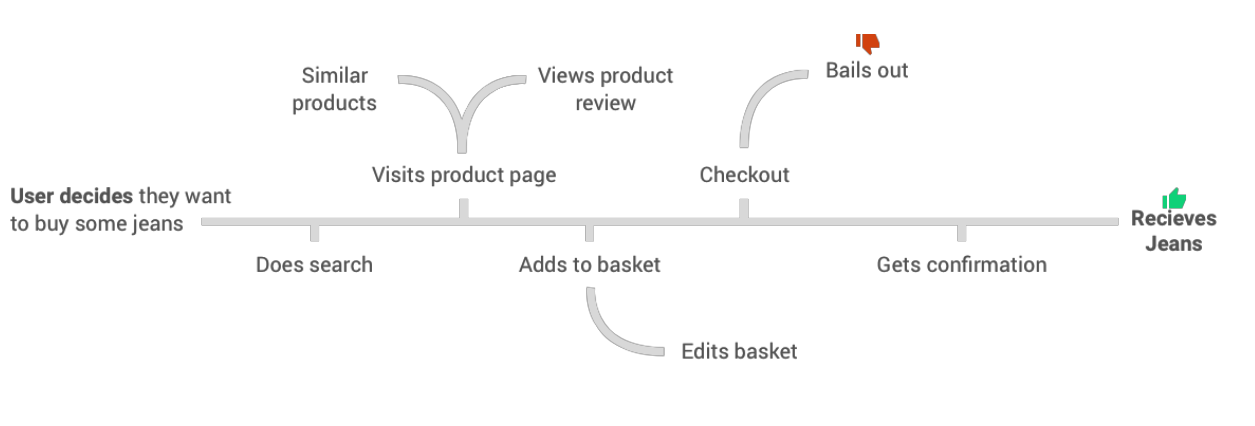 Bails out
Similar
products
Views product
review
Visits product page
Checkout
User decides they want
to buy some jeans
Recieves
Jeans
Does search
Adds to basket
Gets confirmation
Edits basket